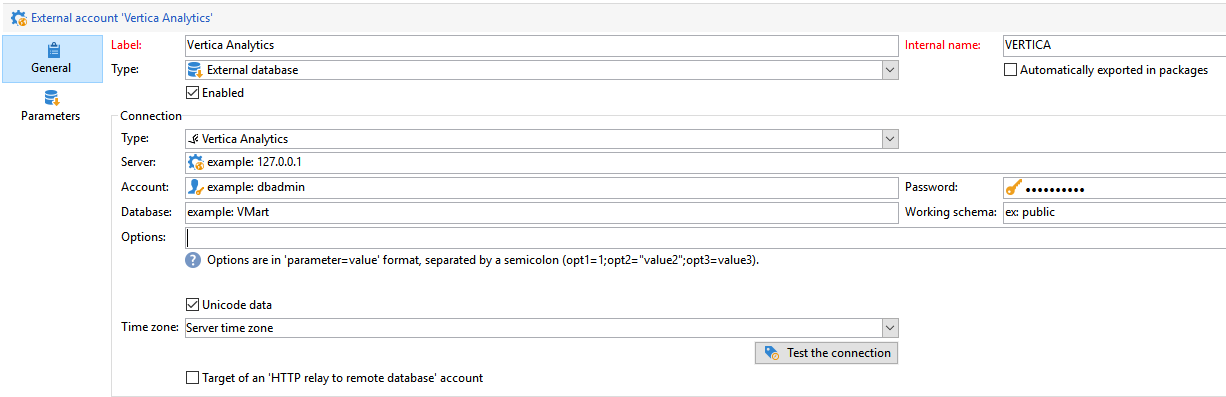 External account 'Vertica Analytics'
General
Parameters
Label: Vertica Analytics Internal name: VERTICA
Type: External database Automatically exported in packages
Enabled
Connection
Type: Vertica Analytics
Server: example: 127.0.0.1
Account: example: dbadmin Password: ••••••••••
Database: example: VMart Working schema: ex: public
Options:
? Options are in 'parameter=value' format, separated by a semicolon (opt1=1;opt2="value2";opt3=value3).
Unicode data
Time zone: Server time zone
Test the connection
Target of an 'HTTP relay to remote database' account